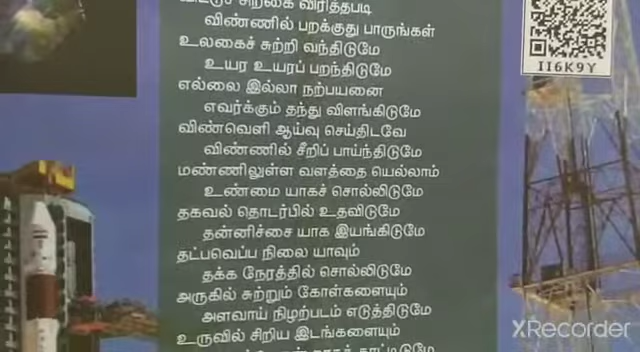 சிறகை விரித்தபடி
விண்ணில் பறக்குது பாருங்கள்
உலகைச் சுற்றி வந்திடுமே
உயர உயரப் பறந்திடுமே
எல்லை இல்லா நற்பயனை
எவர்க்கும் தந்து விளங்கிடுமே
விண்வெளி ஆய்வு செய்திடவே
விண்ணில் சீறிப் பாய்ந்திடுமே
மண்ணிலுள்ள வளத்தை யெல்லாம்
உண்மை யாகச் சொல்லிடுமே
தகவல் தொடர்பில் உதவிடுமே
தன்னிச்சை யாக இயங்கிடுமே
தட்பவெப்ப நிலை யாவும்
தக்க நேரத்தில் சொல்லிடுமே
அருகில் சுற்றும் கோள்களையும்
அளவாய் நிழற்படம் எடுத்திடுமே
உருவில் சிறிய இடங்களையும்
காட்டிடுமே
II6K9Y
XRecorder